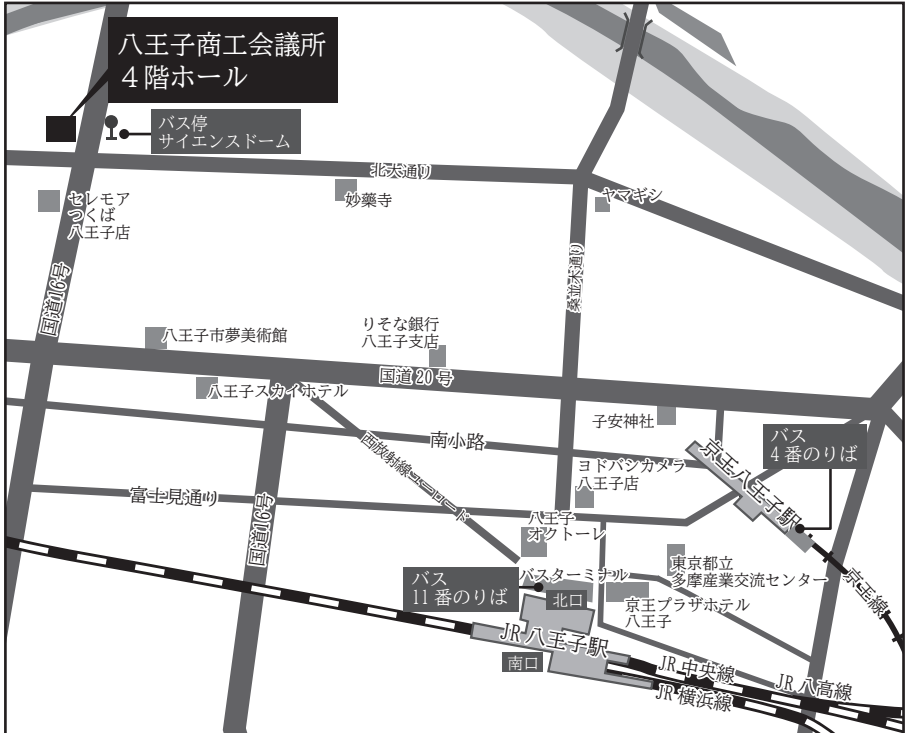 八王子商工会議所
4階ホール
バス停
サイエンスドーム
北大通り
セレモア
つくば
八王子店
妙藥寺
ヤマギシ
国道16号
桑並木通り
八王子市夢美術館
りそな銀行
八王子支店
国道20号
八王子スカイホテル
子安神社
南小路
西放射線ユーロード
バス
4番のりば
京王八王子駅
ヨドバシカメラ
八王子店
富士見通り
国道16号
八王子
オクトーレ
東京都立
多摩産業交流センター
京王線
バスターミナル
バス
11番のりば
北口
京王プラザホテル
八王子
JR八王子駅
南口
JR中央線
JR八高線
JR横浜線